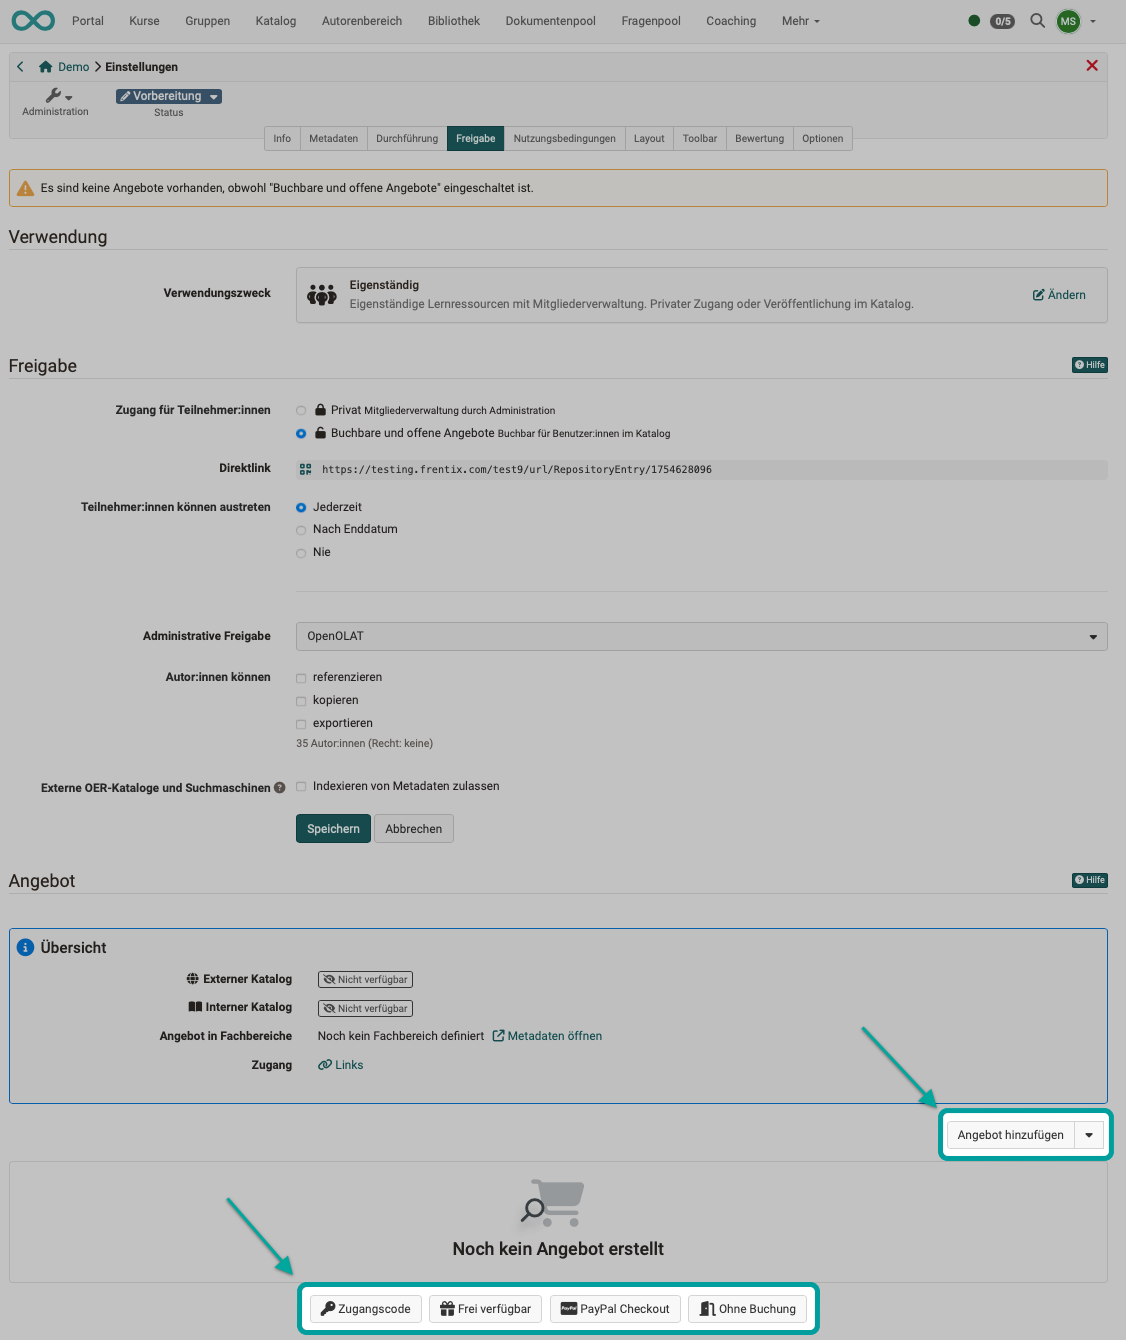 Portal Kurse Gruppen Katalog Autorenbereich Bibliothek Dokumentenpool Fragenpool Coaching Mehr 0/5 MS
Demo Einstellungen
Administration
Vorbereitung
Status
Info Metadaten Durchführung Freigabe Nutzungsbedingungen Layout Toolbar Bewertung Optionen
Es sind keine Angebote vorhanden, obwohl "Buchbare und offene Angebote" eingeschaltet ist.
Verwendung
Verwendungszweck
Eigenständig
Eigenständige Lernressourcen mit Mitgliederverwaltung. Privater Zugang oder Veröffentlichung im Katalog.
Ändern
Freigabe
Hilfe
Zugang für Teilnehmer:innen
Privat Mitgliederverwaltung durch Administration
Buchbare und offene Angebote Buchbar für Benutzer:innen im Katalog
Direktlink
https://testing.frentix.com/test9/url/RepositoryEntry/1754628096
Teilnehmer:innen können austreten
Jederzeit
Nach Enddatum
Nie
Administrative Freigabe
OpenOLAT
Autor:innen können
referenzieren
kopieren
exportieren
35 Autor:innen (Recht: keine)
Externe OER-Kataloge und Suchmaschinen ?
Indexieren von Metadaten zulassen
Speichern
Abbrechen
Angebot
Hilfe
Übersicht
Externer Katalog
Nicht verfügbar
Interner Katalog
Nicht verfügbar
Angebot in Fachbereiche
Noch kein Fachbereich definiert
Metadaten öffnen
Zugang
Links
Angebot hinzufügen
Noch kein Angebot erstellt
Zugangscode
Frei verfügbar
PayPal
PayPal Checkout
Ohne Buchung